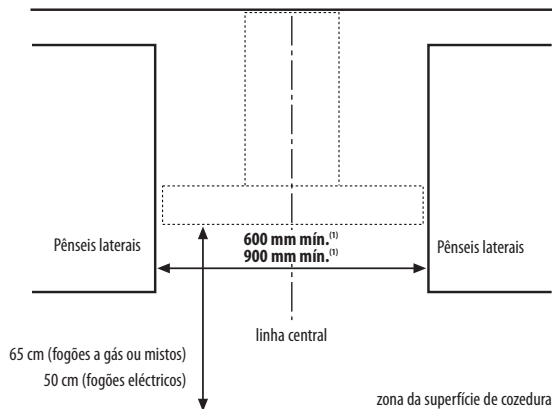 600 mm mín.(1)
Pênseis laterais
900 mm mín.(1)
Pênseis laterais
linha central
65 cm (fogões a gás ou mistos)
50 cm (fogões eléctricos)
zona da superfície de cozedura